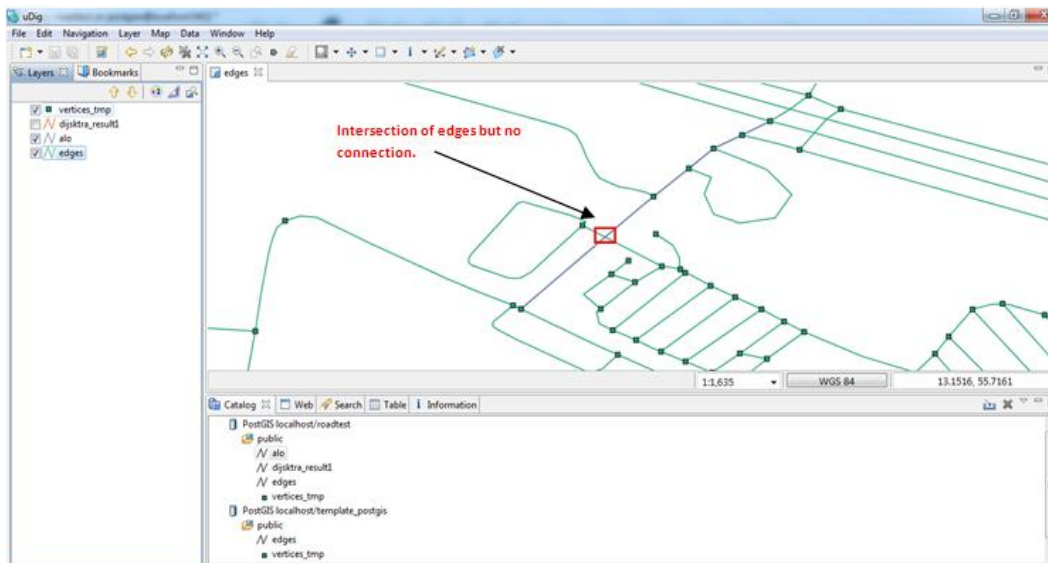 uDig
File Edit Navigation Layer Map Data Window Help
Layers Bookmarks
edges
vertices_tmp
dijsktra_result1
alo
edges
Intersection of edges but no
connection.
1:1,635 WGS 84 13.1516, 55.7161
Catalog Web Search Table Information
PostGIS localhost/roadtest
public
alo
dijsktra_result1
edges
vertices_tmp
PostGIS localhost/template_postgis
public
edges
vertices_tmp